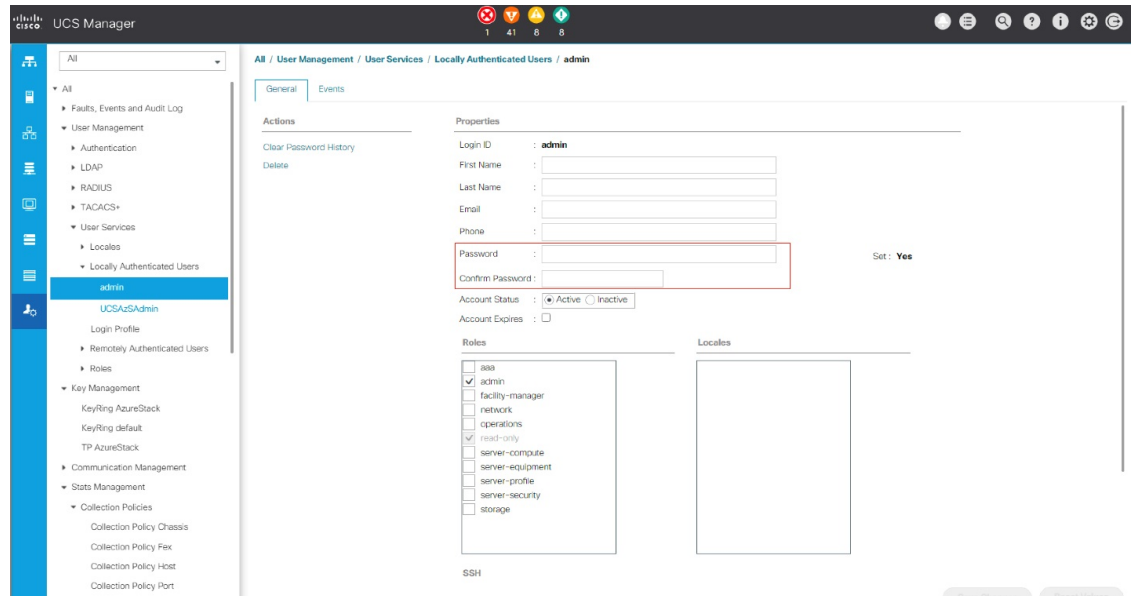 cisco UCS Manager
1 41 8 8
All
All / User Management / User Services / Locally Authenticated Users / admin
All
Faults, Events and Audit Log
User Management
Authentication
LDAP
RADIUS
TACACS+
User Services
Locales
Locally Authenticated Users
admin
UCSAzSAdmin
Login Profile
Remotely Authenticated Users
Roles
Key Management
KeyRing AzureStack
KeyRing default
TP AzureStack
Communication Management
Stats Management
Collection Policies
Collection Policy Chassis
Collection Policy Fex
Collection Policy Host
Collection Policy Port
General Events
Actions
Clear Password History
Delete
Properties
Login ID : admin
First Name :
Last Name :
Email :
Phone :
Password : Set : Yes
Confirm Password :
Account Status : Active Inactive
Account Expires :
Roles
aaa
admin
facility-manager
network
operations
read-only
server-compute
server-equipment
server-profile
server-security
storage
Locales
SSH